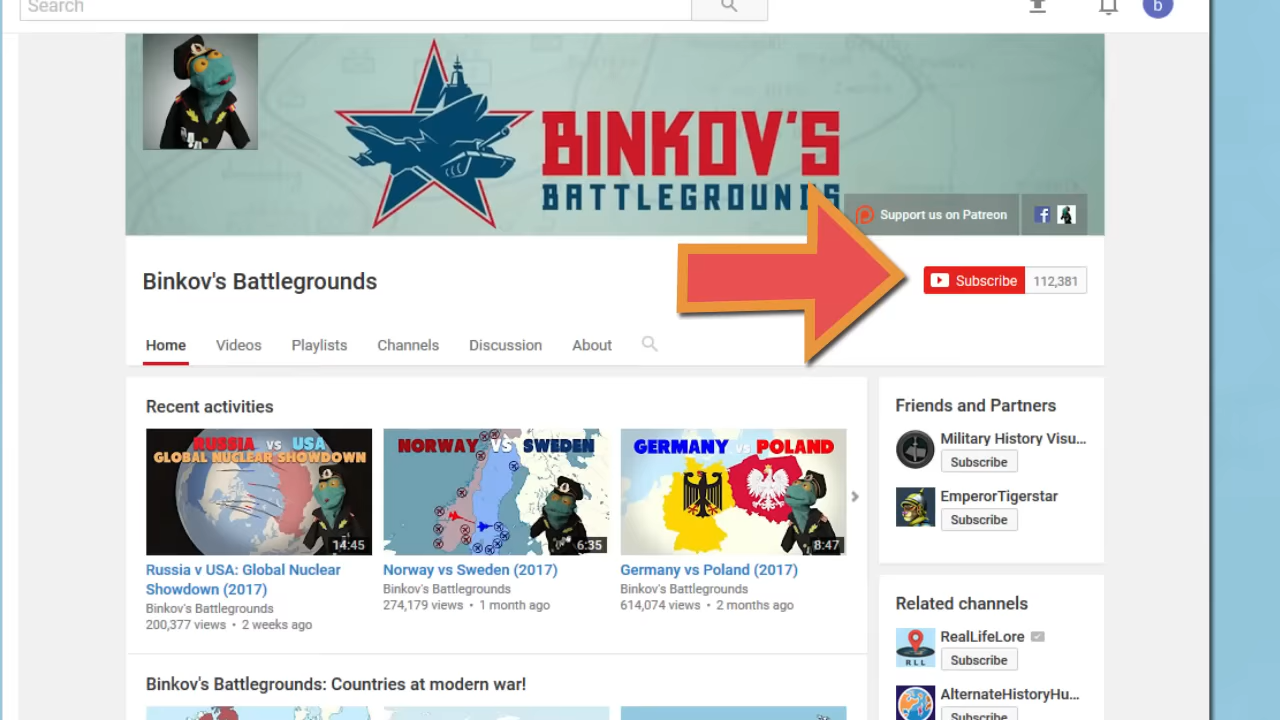 Search
b
BINKOV'S
BATTLEGROUNDS
Support us on Patreon
f
Binkov's Battlegrounds
Subscribe 112,381
Home Videos Playlists Channels Discussion About
Recent activities
RUSSIA VS USA
GLOBAL NUCLEAR SHOWDOWN
14:45
Russia v USA: Global Nuclear
Showdown (2017)
Binkov's Battlegrounds
200,377 views • 2 weeks ago
NORWAY VS SWEDEN
6:35
Norway vs Sweden (2017)
Binkov's Battlegrounds
274,179 views • 1 month ago
GERMANY vs POLAND
8:47
Germany vs Poland (2017)
Binkov's Battlegrounds
614,074 views • 2 months ago
Binkov's Battlegrounds: Countries at modern war!
Friends and Partners
Military History Visu...
Subscribe
EmperorTigerstar
Subscribe
Related channels
RLL
RealLifeLore
Subscribe
AlternateHistoryHu...
Subscribe